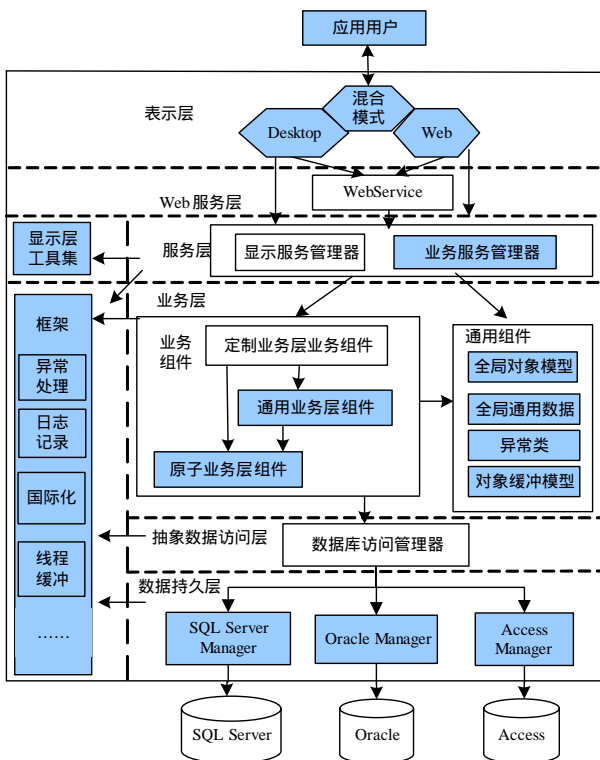 应用用户
表示层
混合
模式
Desktop
Web
WebService
Web服务层
显示层
工具集
服务层
显示服务管理器
业务服务管理器
业务层
框架
异常
处理
日志
记录
国际化
线程
缓冲
……
业务
组件
定制业务层业务组件
通用业务层组件
原子业务层组件
通用组件
全局对象模型
全局通用数据
异常类
对象缓冲模型
抽象数据访问层
数据库访问管理器
数据持久层
SQL Server
Manager
Oracle Manager
Access
Manager
SQL Server
Oracle
Access